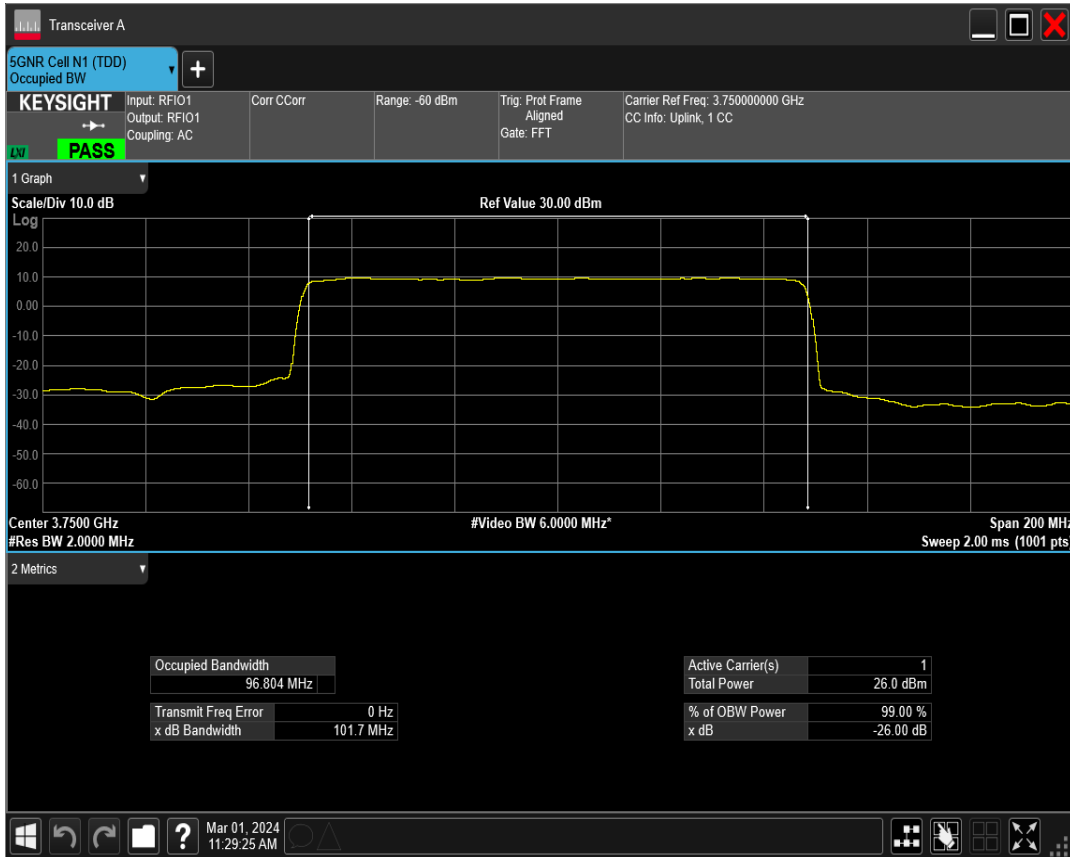 Transceiver A
5GNR Cell N1 (TDD)
Occupied BW
+
KEYSIGHT
LXI
PASS
Input: RFIO1
Output: RFIO1
Coupling: AC
Corr CCorr
Range: -60 dBm
Trig: Prot Frame
Aligned
Gate: FFT
Carrier Ref Freq: 3.750000000 GHz
CC Info: Uplink, 1 CC
1 Graph
Scale/Div 10.0 dB
Ref Value 30.00 dBm
Log
20.0
10.0
0.00
-10.0
-20.0
-30.0
-40.0
-50.0
-60.0
Center 3.7500 GHz
#Video BW 6.0000 MHz*
Span 200 MHz
#Res BW 2.0000 MHz
Sweep 2.00 ms (1001 pts)
2 Metrics
Occupied Bandwidth
96.804 MHz
Transmit Freq Error 0 Hz
x dB Bandwidth 101.7 MHz
Active Carrier(s) 1
Total Power 26.0 dBm
% of OBW Power 99.00 %
x dB -26.00 dB
?
Mar 01, 2024
11:29:25 AM